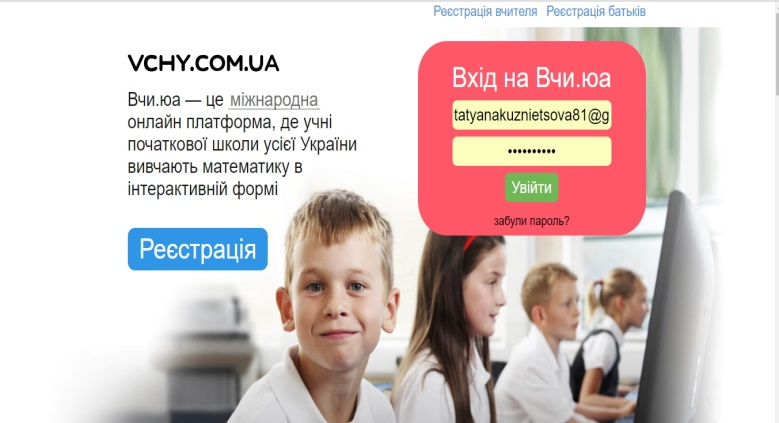 Реєстрація вчителя Реєстрація батьків
VCHY.COM.UA
Вчи.юа — це міжнародна
онлайн платформа, де учні
початкової школи усієї України
вивчають математику в
інтерактивній формі
Реєстрація
Вхід на Вчи.юа
tatyanakuznietsova81@g
••••••••••
Увійти
забули пароль?